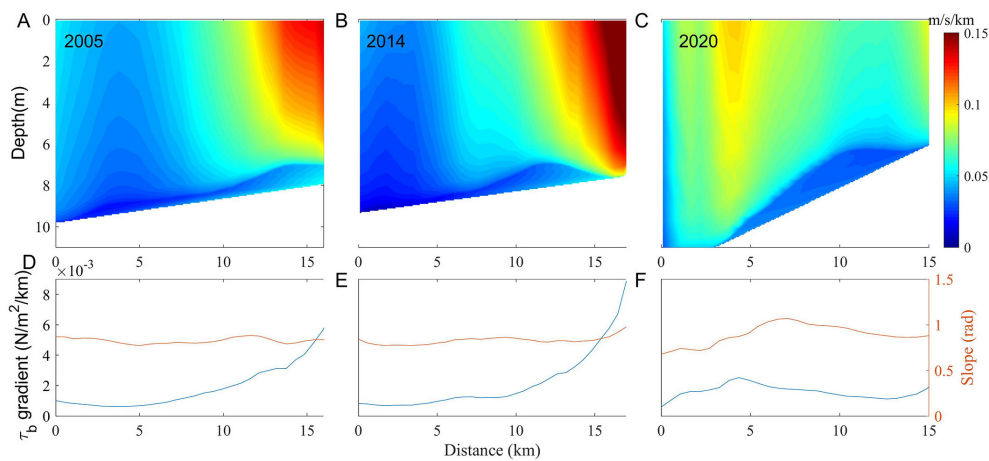 A
B
C
m/s/km
2005
2014
2020
Depth(m)
0
2
4
6
8
10
0 5 10 15
0 5 10 15
0 5 10 15
0.15
0.1
0.05
0
D
E
F
×10⁻³
τb gradient (N/m²/km)
8
6
4
2
0
0 5 10 15
0 5 10 15
0 5 10 15
1.5
1
0.5
0
Slope (rad)
Distance (km)